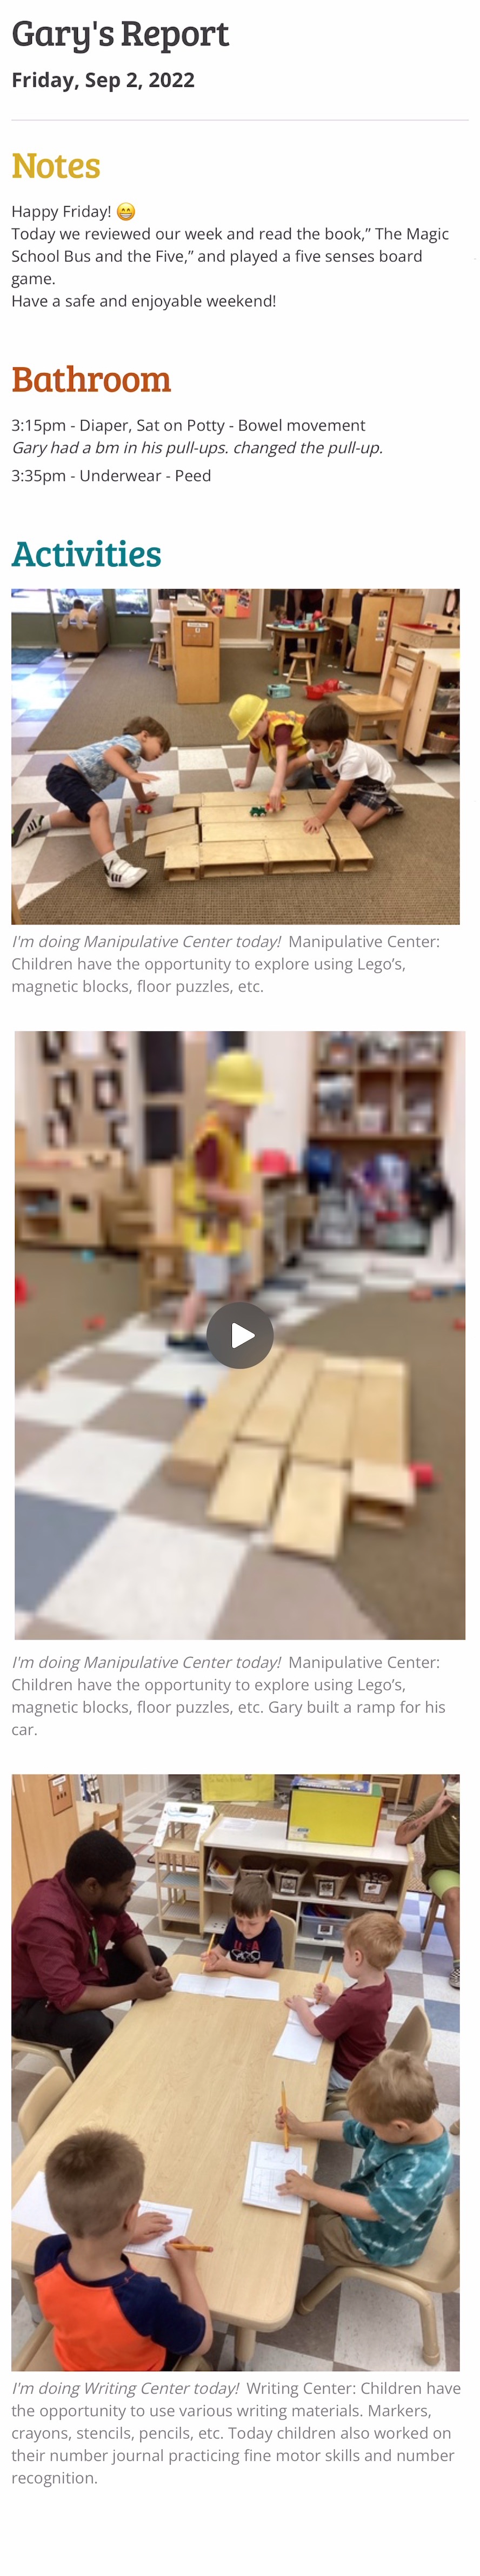 Gary's Report
Friday, Sep 2, 2022
Notes
Happy Friday! 😁
Today we reviewed our week and read the book,” The Magic
School Bus and the Five,” and played a five senses board
game.
Have a safe and enjoyable weekend!
Bathroom
3:15pm - Diaper, Sat on Potty - Bowel movement
Gary had a bm in his pull-ups. changed the pull-up.
3:35pm - Underwear - Peed
Activities
I'm doing Manipulative Center today! Manipulative Center:
Children have the opportunity to explore using Lego’s,
magnetic blocks, floor puzzles, etc.
I'm doing Manipulative Center today! Manipulative Center:
Children have the opportunity to explore using Lego’s,
magnetic blocks, floor puzzles, etc. Gary built a ramp for his
car.
I'm doing Writing Center today! Writing Center: Children have
the opportunity to use various writing materials. Markers,
crayons, stencils, pencils, etc. Today children also worked on
their number journal practicing fine motor skills and number
recognition.